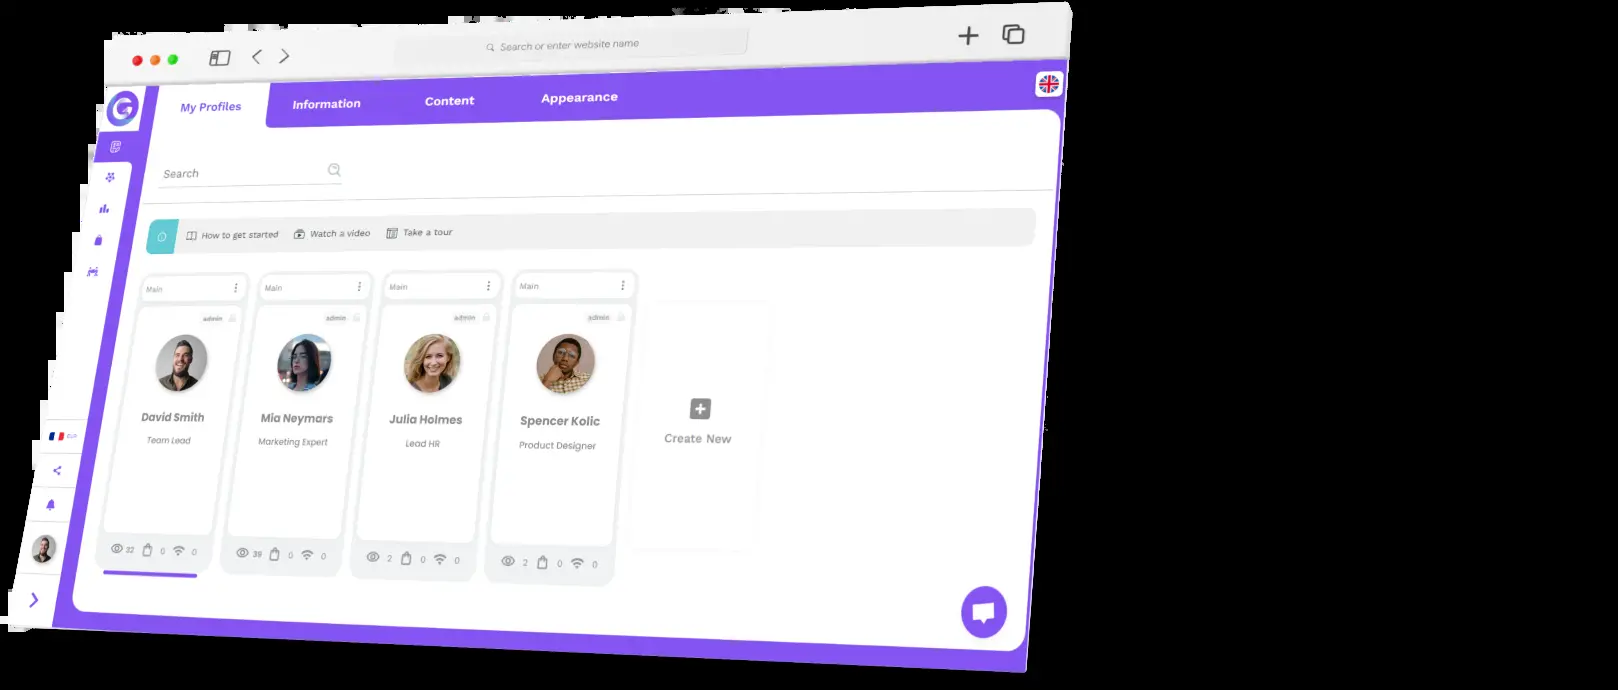 Search or enter website name
My Profiles
Information
Content
Appearance
Search
How to get started
Watch a video
Take a tour
Main
Main
Main
Main
admin
admin
admin
admin
David Smith
Team Lead
Mia Neymars
Marketing Expert
Julia Holmes
Lead HR
Spencer Kolic
Product Designer
Create New
32 0 0
39 0 0
2 0 0
2 0 0